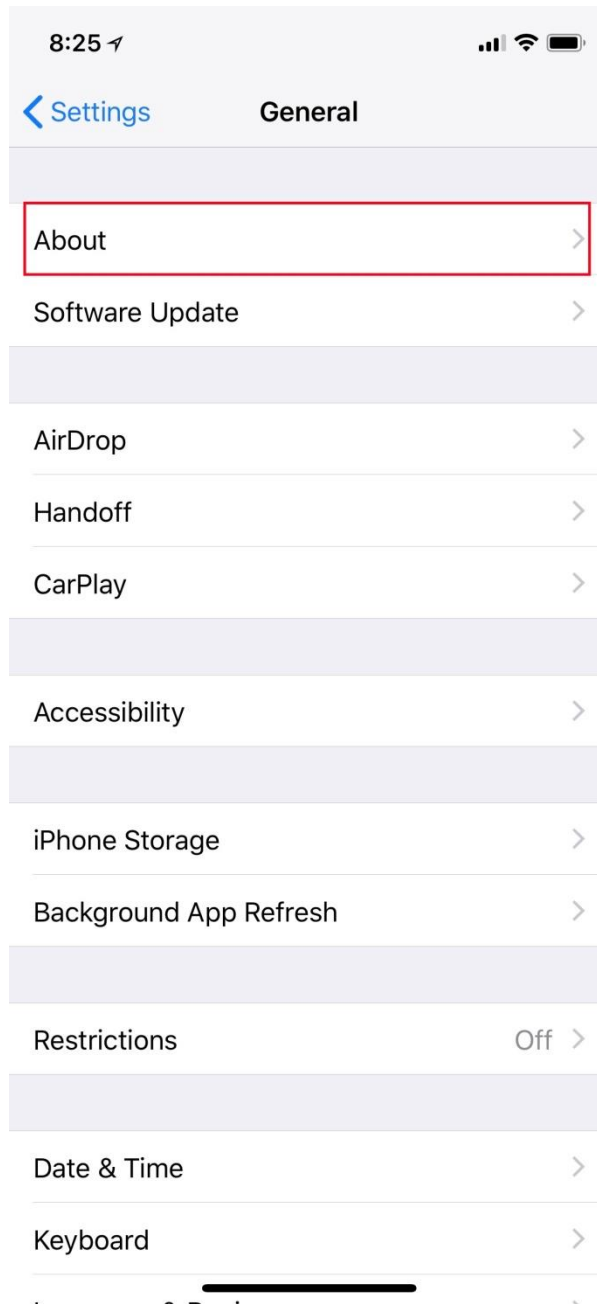 8:25
Settings General
About
Software Update
AirDrop
Handoff
CarPlay
Accessibility
iPhone Storage
Background App Refresh
Restrictions Off
Date & Time
Keyboard